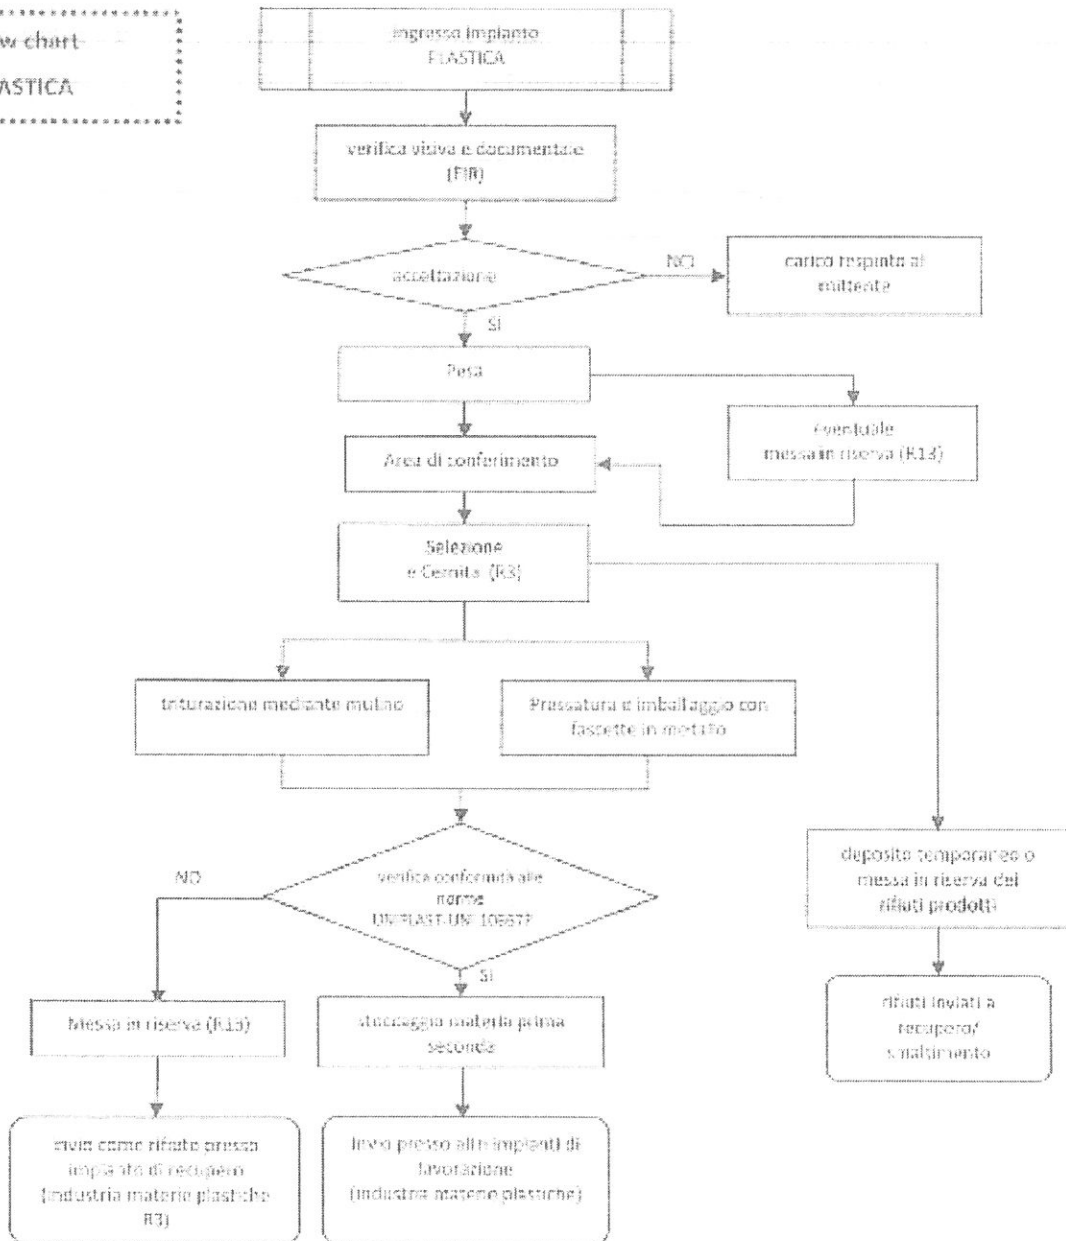 w chart
ASTICA
ingresso impianto
PLASTICA
verifica visiva e documentale
(FIR)
accettazione
NO
carico respinto al
mittente
SI
Pesa
eventuale
messa in riserva (R13)
Area di conferimento
Selezione
e Cernita (R3)
triturazione mediante mulino
Pressatura e imballaggio con
fascette in metallo
verifica conformità alle
norme
UNIPLAST-UNI
NO
SI
deposito temporaneo o
messa in riserva dei
rifiuti prodotti
Messa in riserva (R13)
stoccaggio materia prima
seconda
rifiuti inviati a
recupero/
smaltimento
invio come rifiuto presso
impianto di recupero
(industria materie plastiche
R3)
invio presso altri impianti di
lavorazione
(industria materie plastiche)